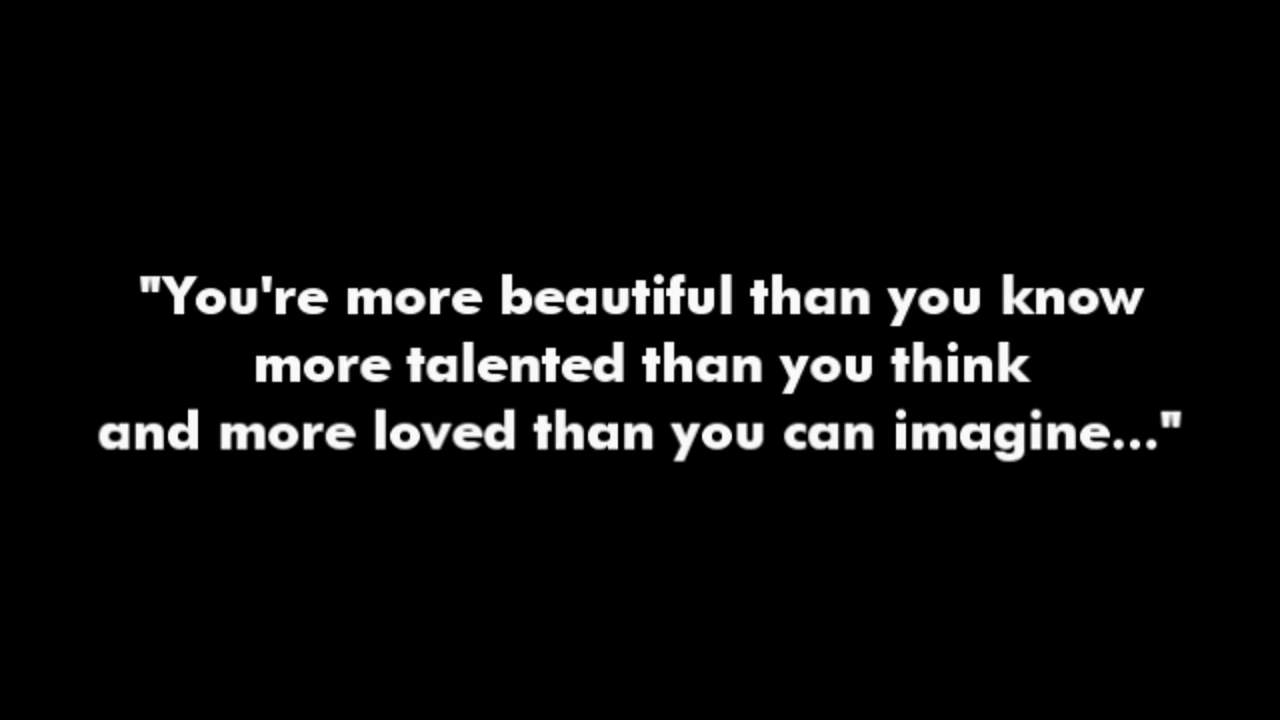 "You're more beautiful than you know
more talented than you think
and more loved than you can imagine..."